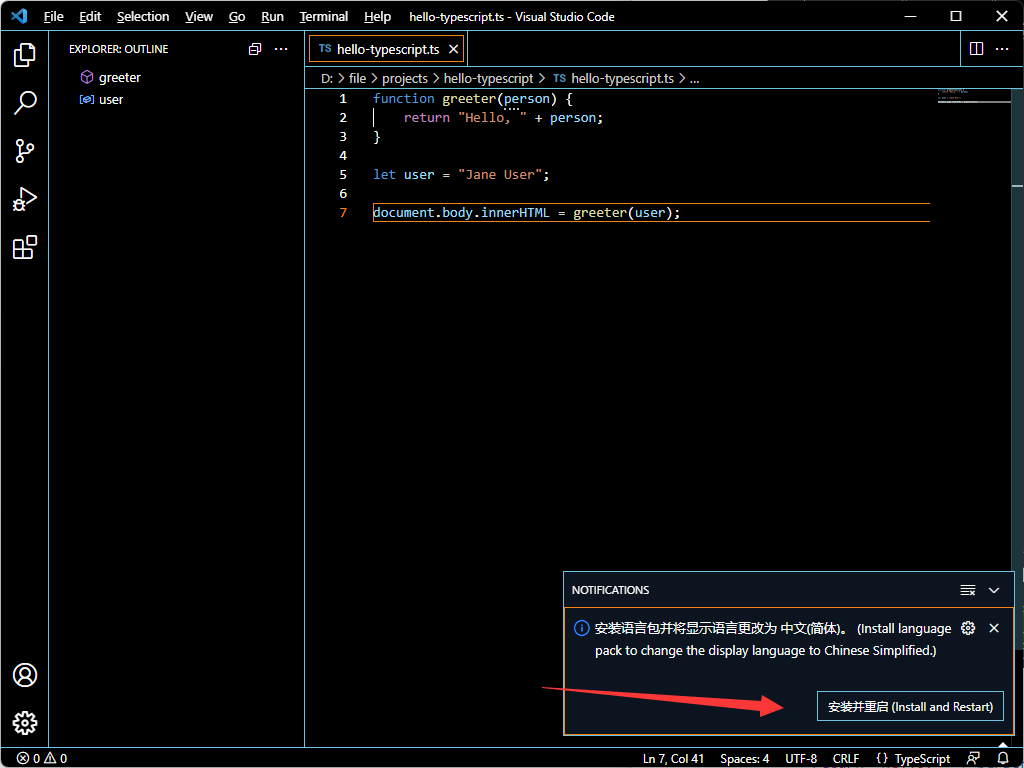 File Edit Selection View Go Run Terminal Help hello-typescript.ts - Visual Studio Code
EXPLORER: OUTLINE
greeter
user
TS hello-typescript.ts
D: > file > projects > hello-typescript > TS hello-typescript.ts > ...
1 function greeter(person) {
2 return "Hello, " + person;
3 }
4
5 let user = "Jane User";
6
7 document.body.innerHTML = greeter(user);
NOTIFICATIONS
安装语言包并将显示语言更改为 中文(简体)。 (Install language
pack to change the display language to Chinese Simplified.)
安装并重启 (Install and Restart)
0 0 Ln 7, Col 41 Spaces: 4 UTF-8 CRLF {} TypeScript